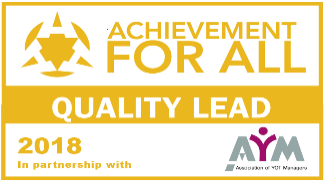 ACHIEVEMENT
FOR ALL
QUALITY LEAD
2018
In partnership with
AYM
Association of YOT Managers